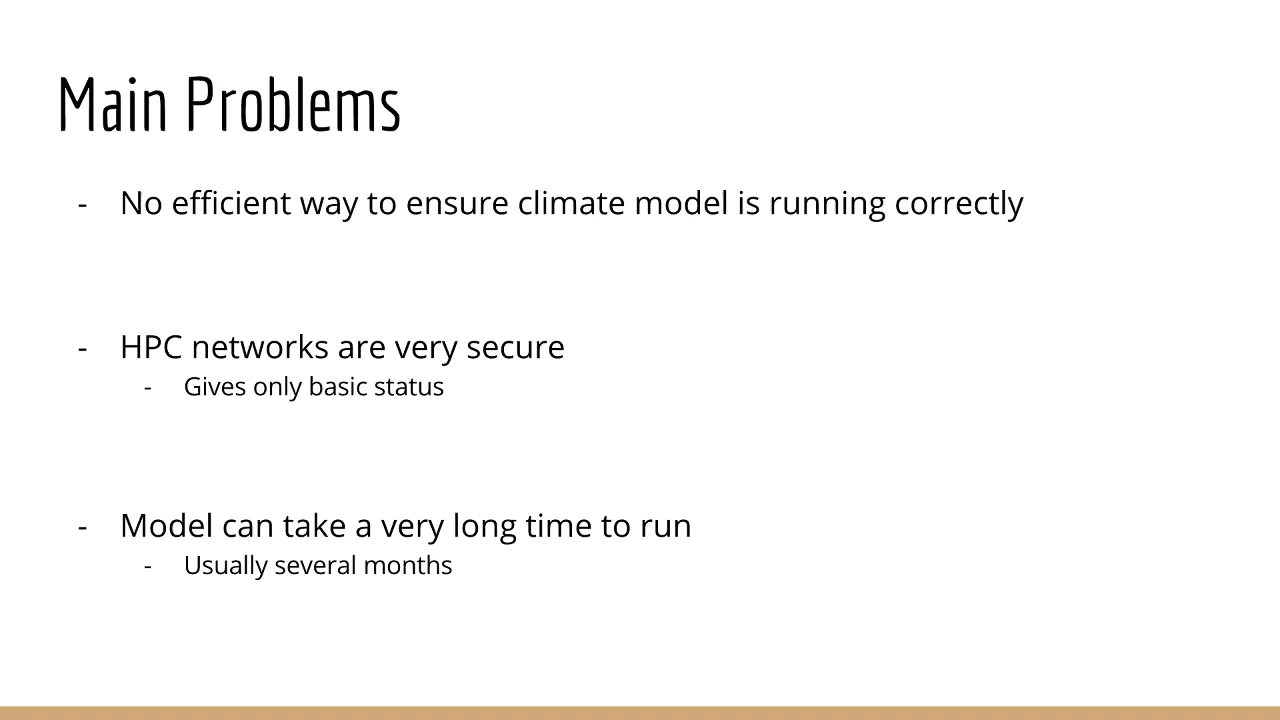 Main Problems
- No efficient way to ensure climate model is running correctly
- HPC networks are very secure
- Gives only basic status
- Model can take a very long time to run
- Usually several months